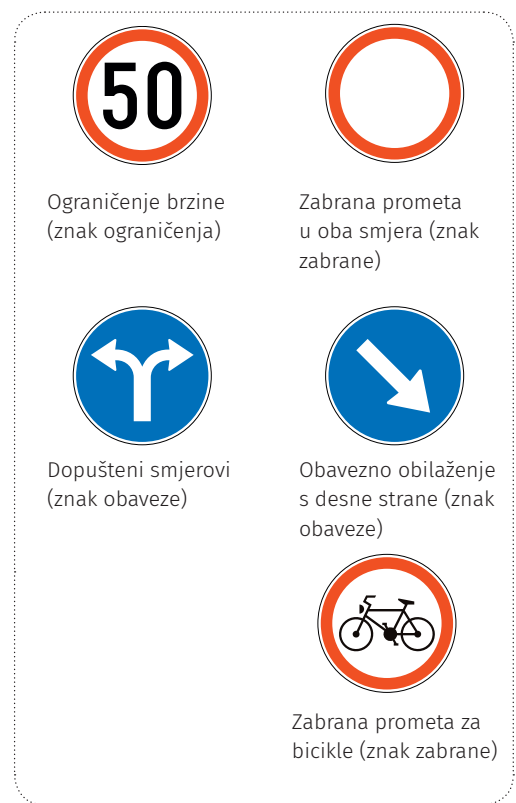 50
Ograničenje brzine
(znak ograničenja)
Zabrana prometa
u oba smjera (znak
zabrane)
Dopušteni smjerovi
(znak obaveze)
Obavezno obilaženje
s desne strane (znak
obaveze)
Zabrana prometa za
bicikle (znak zabrane)